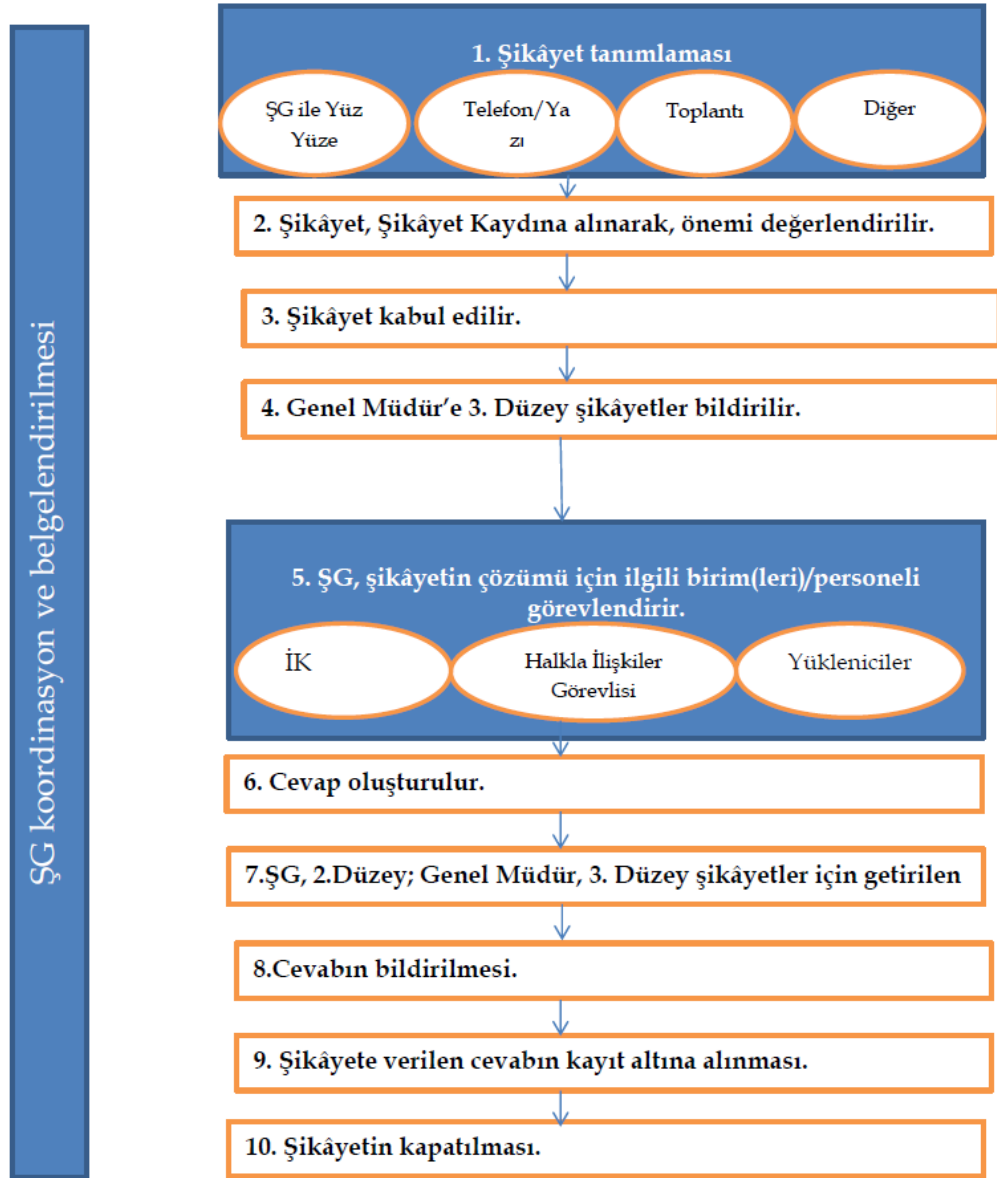 ŞG koordinasyon ve belgelendirilmesi
1. Şikâyet tanımlaması
ŞG ile Yüz
Yüze
Telefon/Ya
zı
Toplantı
Diğer
2. Şikâyet, Şikâyet Kaydına alınarak, önemi değerlendirilir.
3. Şikâyet kabul edilir.
4. Genel Müdür’e 3. Düzey şikâyetler bildirilir.
5. ŞG, şikâyetin çözümü için ilgili birim(leri)/personeli
görevlendirir.
İK
Halkla İlişkiler
Görevlisi
Yükleniciler
6. Cevap oluşturulur.
7.ŞG, 2.Düzey; Genel Müdür, 3. Düzey şikâyetler için getirilen
8.Cevabın bildirilmesi.
9. Şikâyete verilen cevabın kayıt altına alınması.
10. Şikâyetin kapatılması.